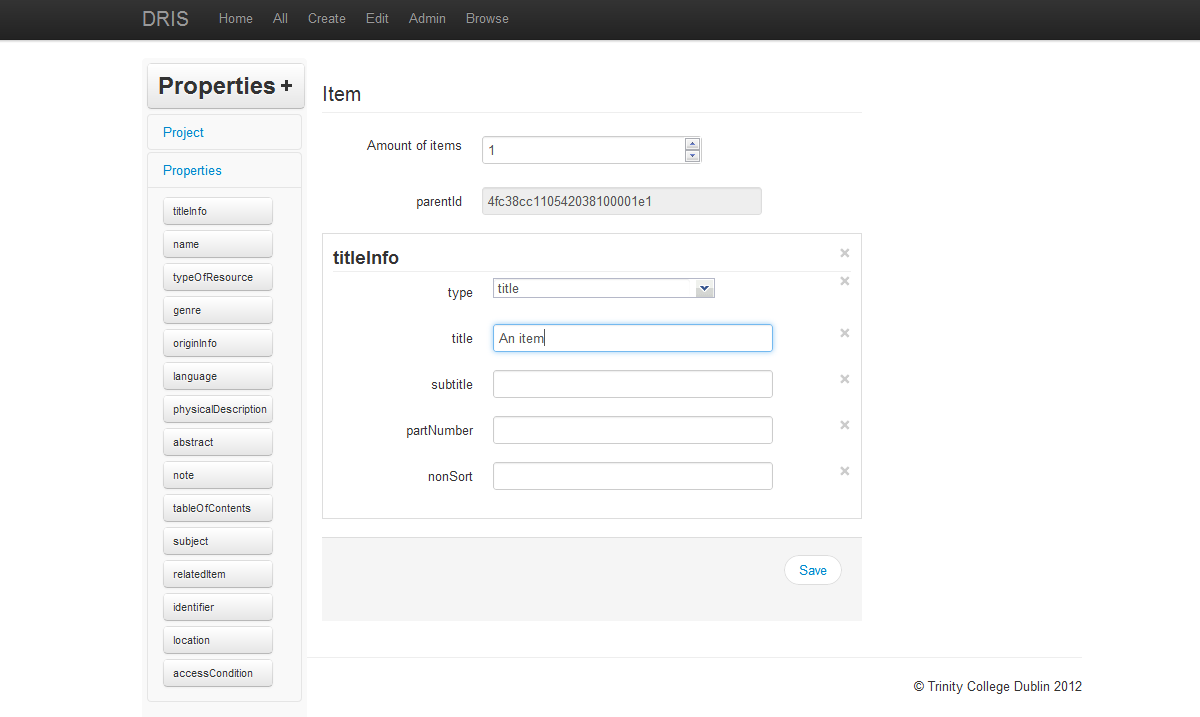 DRIS Home All Create Edit Admin Browse
Properties +
Project
Properties
titleInfo
name
typeOfResource
genre
originInfo
language
physicalDescription
abstract
note
tableOfContents
subject
relatedItem
identifier
location
accessCondition
Item
Amount of items 1
parentId 4fc38cc110542038100001e1
titleInfo ×
type title ×
title An item ×
subtitle ×
partNumber ×
nonSort ×
Save
© Trinity College Dublin 2012